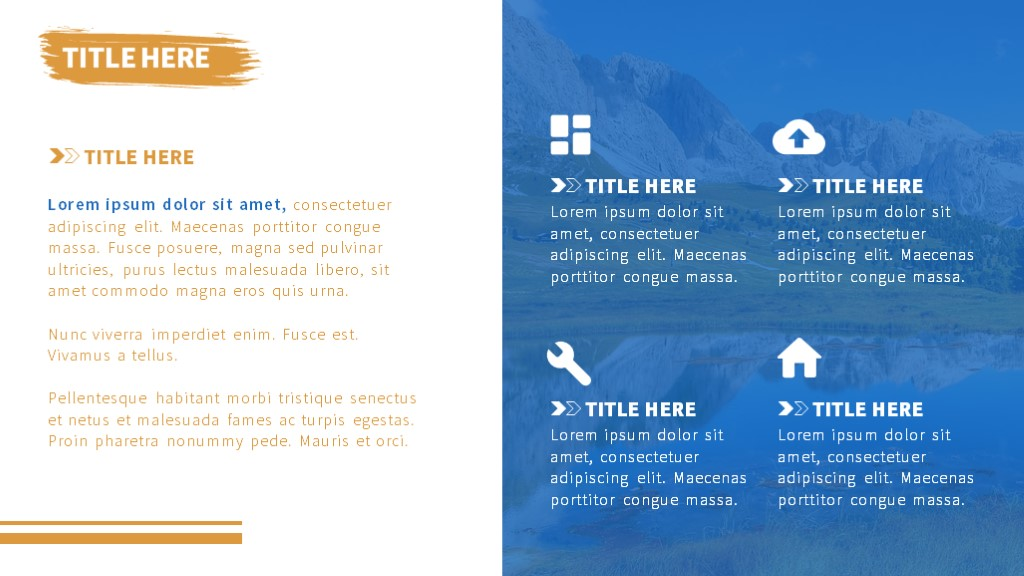 TITLE HERE
TITLE HERE
Lorem ipsum dolor sit amet, consectetuer
adipiscing elit. Maecenas porttitor congue
massa. Fusce posuere, magna sed pulvinar
ultricies, purus lectus malesuada libero, sit
amet commodo magna eros quis urna.
Nunc viverra imperdiet enim. Fusce est.
Vivamus a tellus.
Pellentesque habitant morbi tristique senectus
et netus et malesuada fames ac turpis egestas.
Proin pharetra nonummy pede. Mauris et orci.
TITLE HERE
Lorem ipsum dolor sit
amet, consectetuer
adipiscing elit. Maecenas
porttitor congue massa.
TITLE HERE
Lorem ipsum dolor sit
amet, consectetuer
adipiscing elit. Maecenas
porttitor congue massa.
TITLE HERE
Lorem ipsum dolor sit
amet, consectetuer
adipiscing elit. Maecenas
porttitor congue massa.
TITLE HERE
Lorem ipsum dolor sit
amet, consectetuer
adipiscing elit. Maecenas
porttitor congue massa.